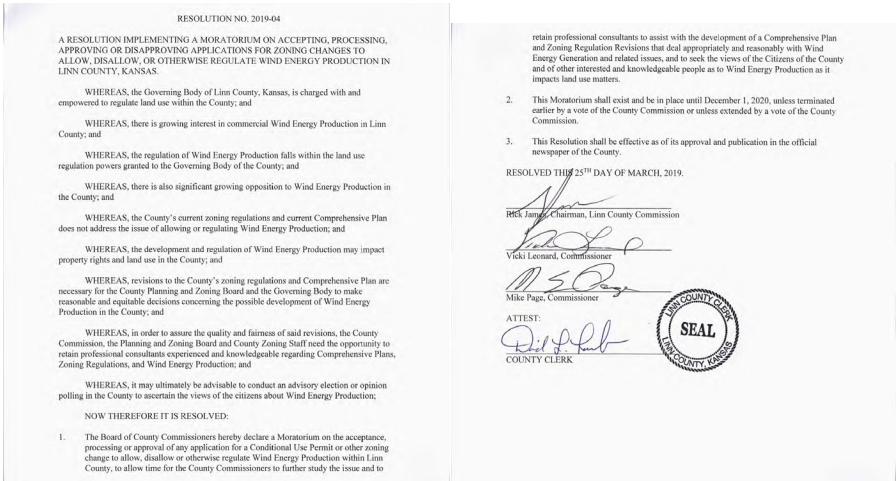 RESOLUTION NO. 2019-04
A RESOLUTION IMPLEMENTING A MORATORIUM ON ACCEPTING, PROCESSING,
APPROVING OR DISAPPROVING APPLICATIONS FOR ZONING CHANGES TO
ALLOW, DISALLOW, OR OTHERWISE REGULATE WIND ENERGY PRODUCTION IN
LINN COUNTY, KANSAS.
WHEREAS, the Governing Body of Linn County, Kansas, is charged with and
empowered to regulate land use within the County; and
WHEREAS, there is growing interest in commercial Wind Energy Production in Linn
County; and
WHEREAS, the regulation of Wind Energy Production falls within the land use
regulation powers granted to the Governing Body of the County; and
WHEREAS, there is also significant growing opposition to Wind Energy Production in
the County; and
WHEREAS, the County's current zoning regulations and current Comprehensive Plan
does not address the issue of allowing or regulating Wind Energy Production; and
WHEREAS, the development and regulation of Wind Energy Production may impact
property rights and land use in the County; and
WHEREAS, revisions to the County's zoning regulations and Comprehensive Plan are
necessary for the County Planning and Zoning Board and the Governing Body to make
reasonable and equitable decisions concerning the possible development of Wind Energy
Production in the County; and
WHEREAS, in order to assure the quality and fairness of said revisions, the County
Commission, the Planning and Zoning Board and County Zoning Staff need the opportunity to
retain professional consultants experienced and knowledgeable regarding Comprehensive Plans,
Zoning Regulations, and Wind Energy Production; and
WHEREAS, it may ultimately be advisable to conduct an advisory election or opinion
polling in the County to ascertain the views of the citizens about Wind Energy Production;
NOW THEREFORE IT IS RESOLVED:
1. The Board of County Commissioners hereby declare a Moratorium on the acceptance,
processing or approval of any application for a Conditional Use Permit or other zoning
change to allow, disallow or otherwise regulate Wind Energy Production within Linn
County, to allow time for the County Commissioners to further study the issue and to
retain professional consultants to assist with the development of a Comprehensive Plan
and Zoning Regulation Revisions that deal appropriately and reasonably with Wind
Energy Generation and related issues, and to seek the views of the Citizens of the County
and of other interested and knowledgeable people as to Wind Energy Production as it
impacts land use matters.
2. This Moratorium shall exist and be in place until December 1, 2020, unless terminated
earlier by a vote of the County Commission or unless extended by a vote of the County
Commission.
3. This Resolution shall be effective as of its approval and publication in the official
newspaper of the County.
RESOLVED THIS 25TH DAY OF MARCH, 2019.
Rick James, Chairman, Linn County Commission
Vicki Leonard, Commissioner
Mike Page, Commissioner
ATTEST:
COUNTY CLERK
LINN COUNTY CLERK
SEAL
LINN COUNTY, KANSAS